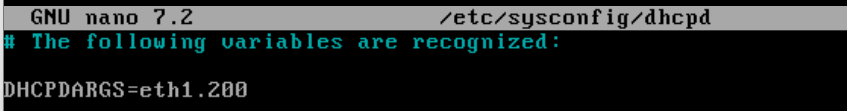 GNU nano 7.2 /etc/sysconfig/dhcpd
# The following variables are recognized:
DHCPDARGS=eth1.200